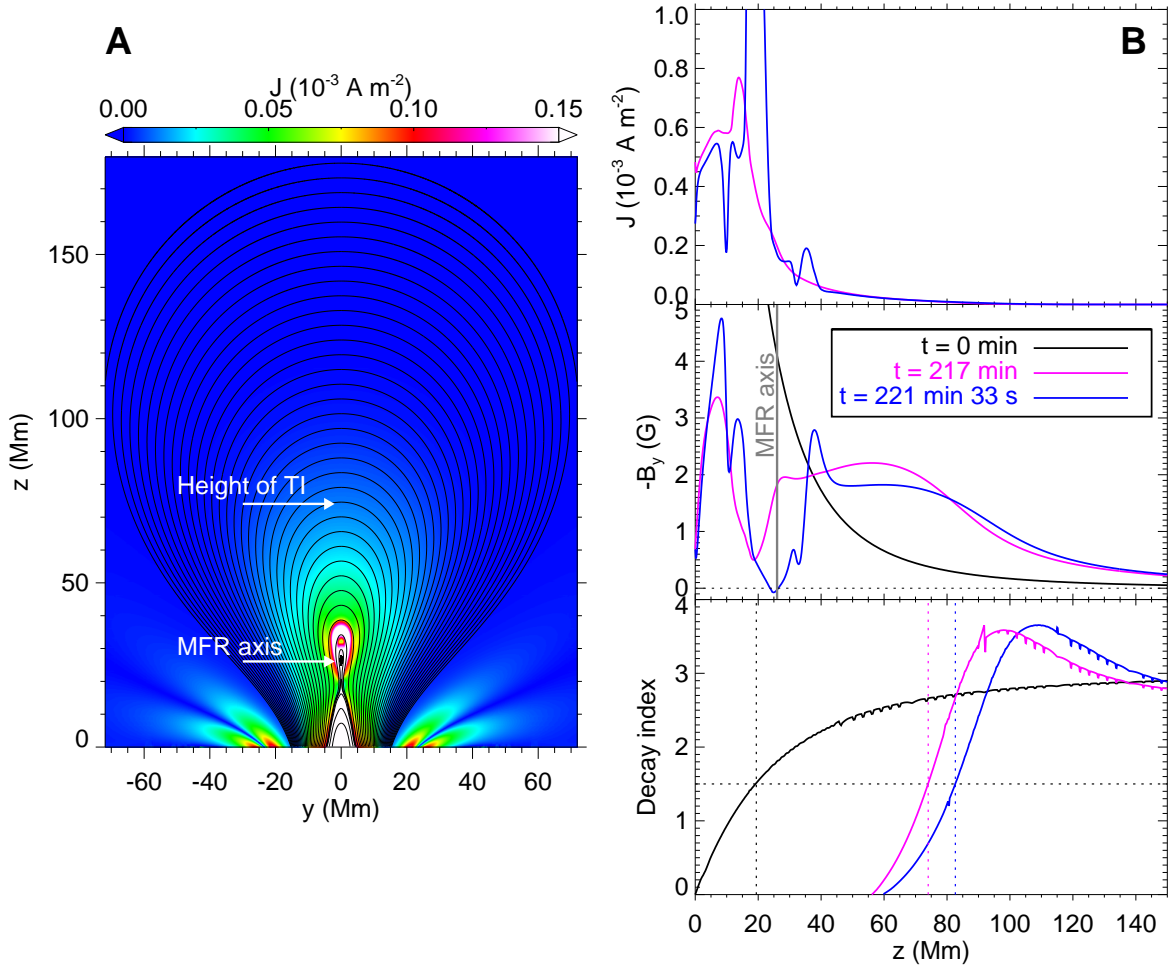 A
J (10⁻³ A m⁻²)
0.00 0.05 0.10 0.15
z (Mm)
150
100
50
0
Height of TI
MFR axis
-60 -40 -20 0 20 40 60
y (Mm)
B
J (10⁻³ A m⁻²)
1.0
0.8
0.6
0.4
0.2
0.0
-B_y (G)
5
4
3
2
1
0
MFR axis
t = 0 min
t = 217 min
t = 221 min 33 s
Decay index
4
3
2
1
0
0 20 40 60 80 100 120 140
z (Mm)